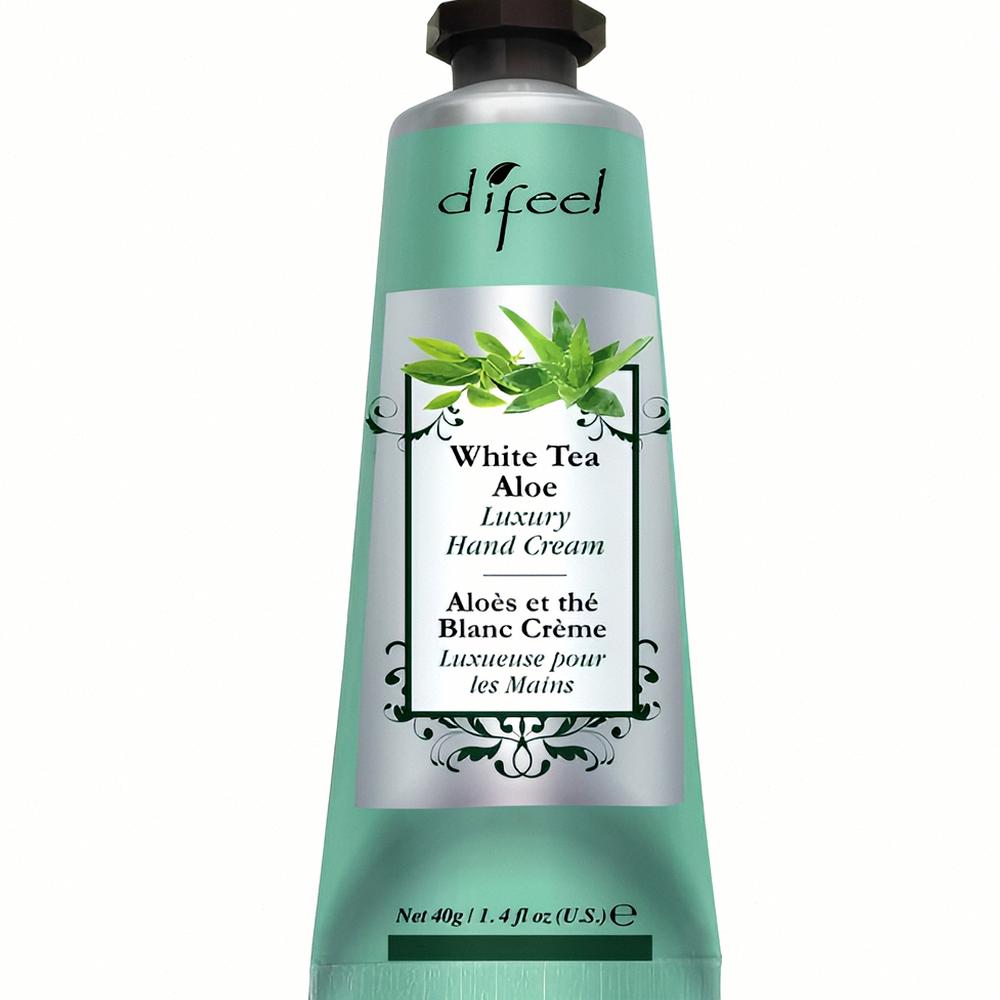 difeel
White Tea
Aloe
Luxury
Hand Cream
Aloès et thé
Blanc Crème
Luxueuse pour
les Mains
Net 40g / 1.4 fl oz (U.S.) ℮